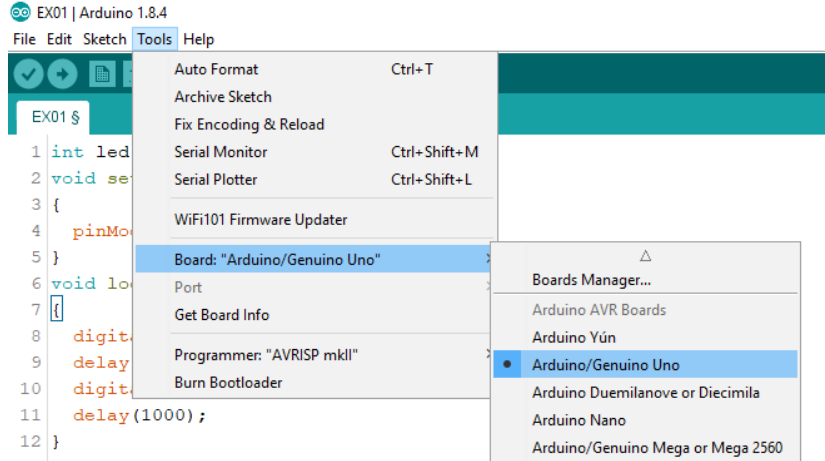 EX01 | Arduino 1.8.4
File Edit Sketch Tools Help
EX01 §
Auto Format Ctrl+T
Archive Sketch
Fix Encoding & Reload
Serial Monitor Ctrl+Shift+M
Serial Plotter Ctrl+Shift+L
WiFi101 Firmware Updater
Board: "Arduino/Genuino Uno"
Port
Get Board Info
Programmer: "AVRISP mkII"
Burn Bootloader
Boards Manager...
Arduino AVR Boards
Arduino Yún
Arduino/Genuino Uno
Arduino Duemilanove or Diecimila
Arduino Nano
Arduino/Genuino Mega or Mega 2560
1 int led
2 void se
3 {
4 pinMo
5 }
6 void lo
7 {
8 digit
9 delay
10 digit
11 delay(1000);
12 }